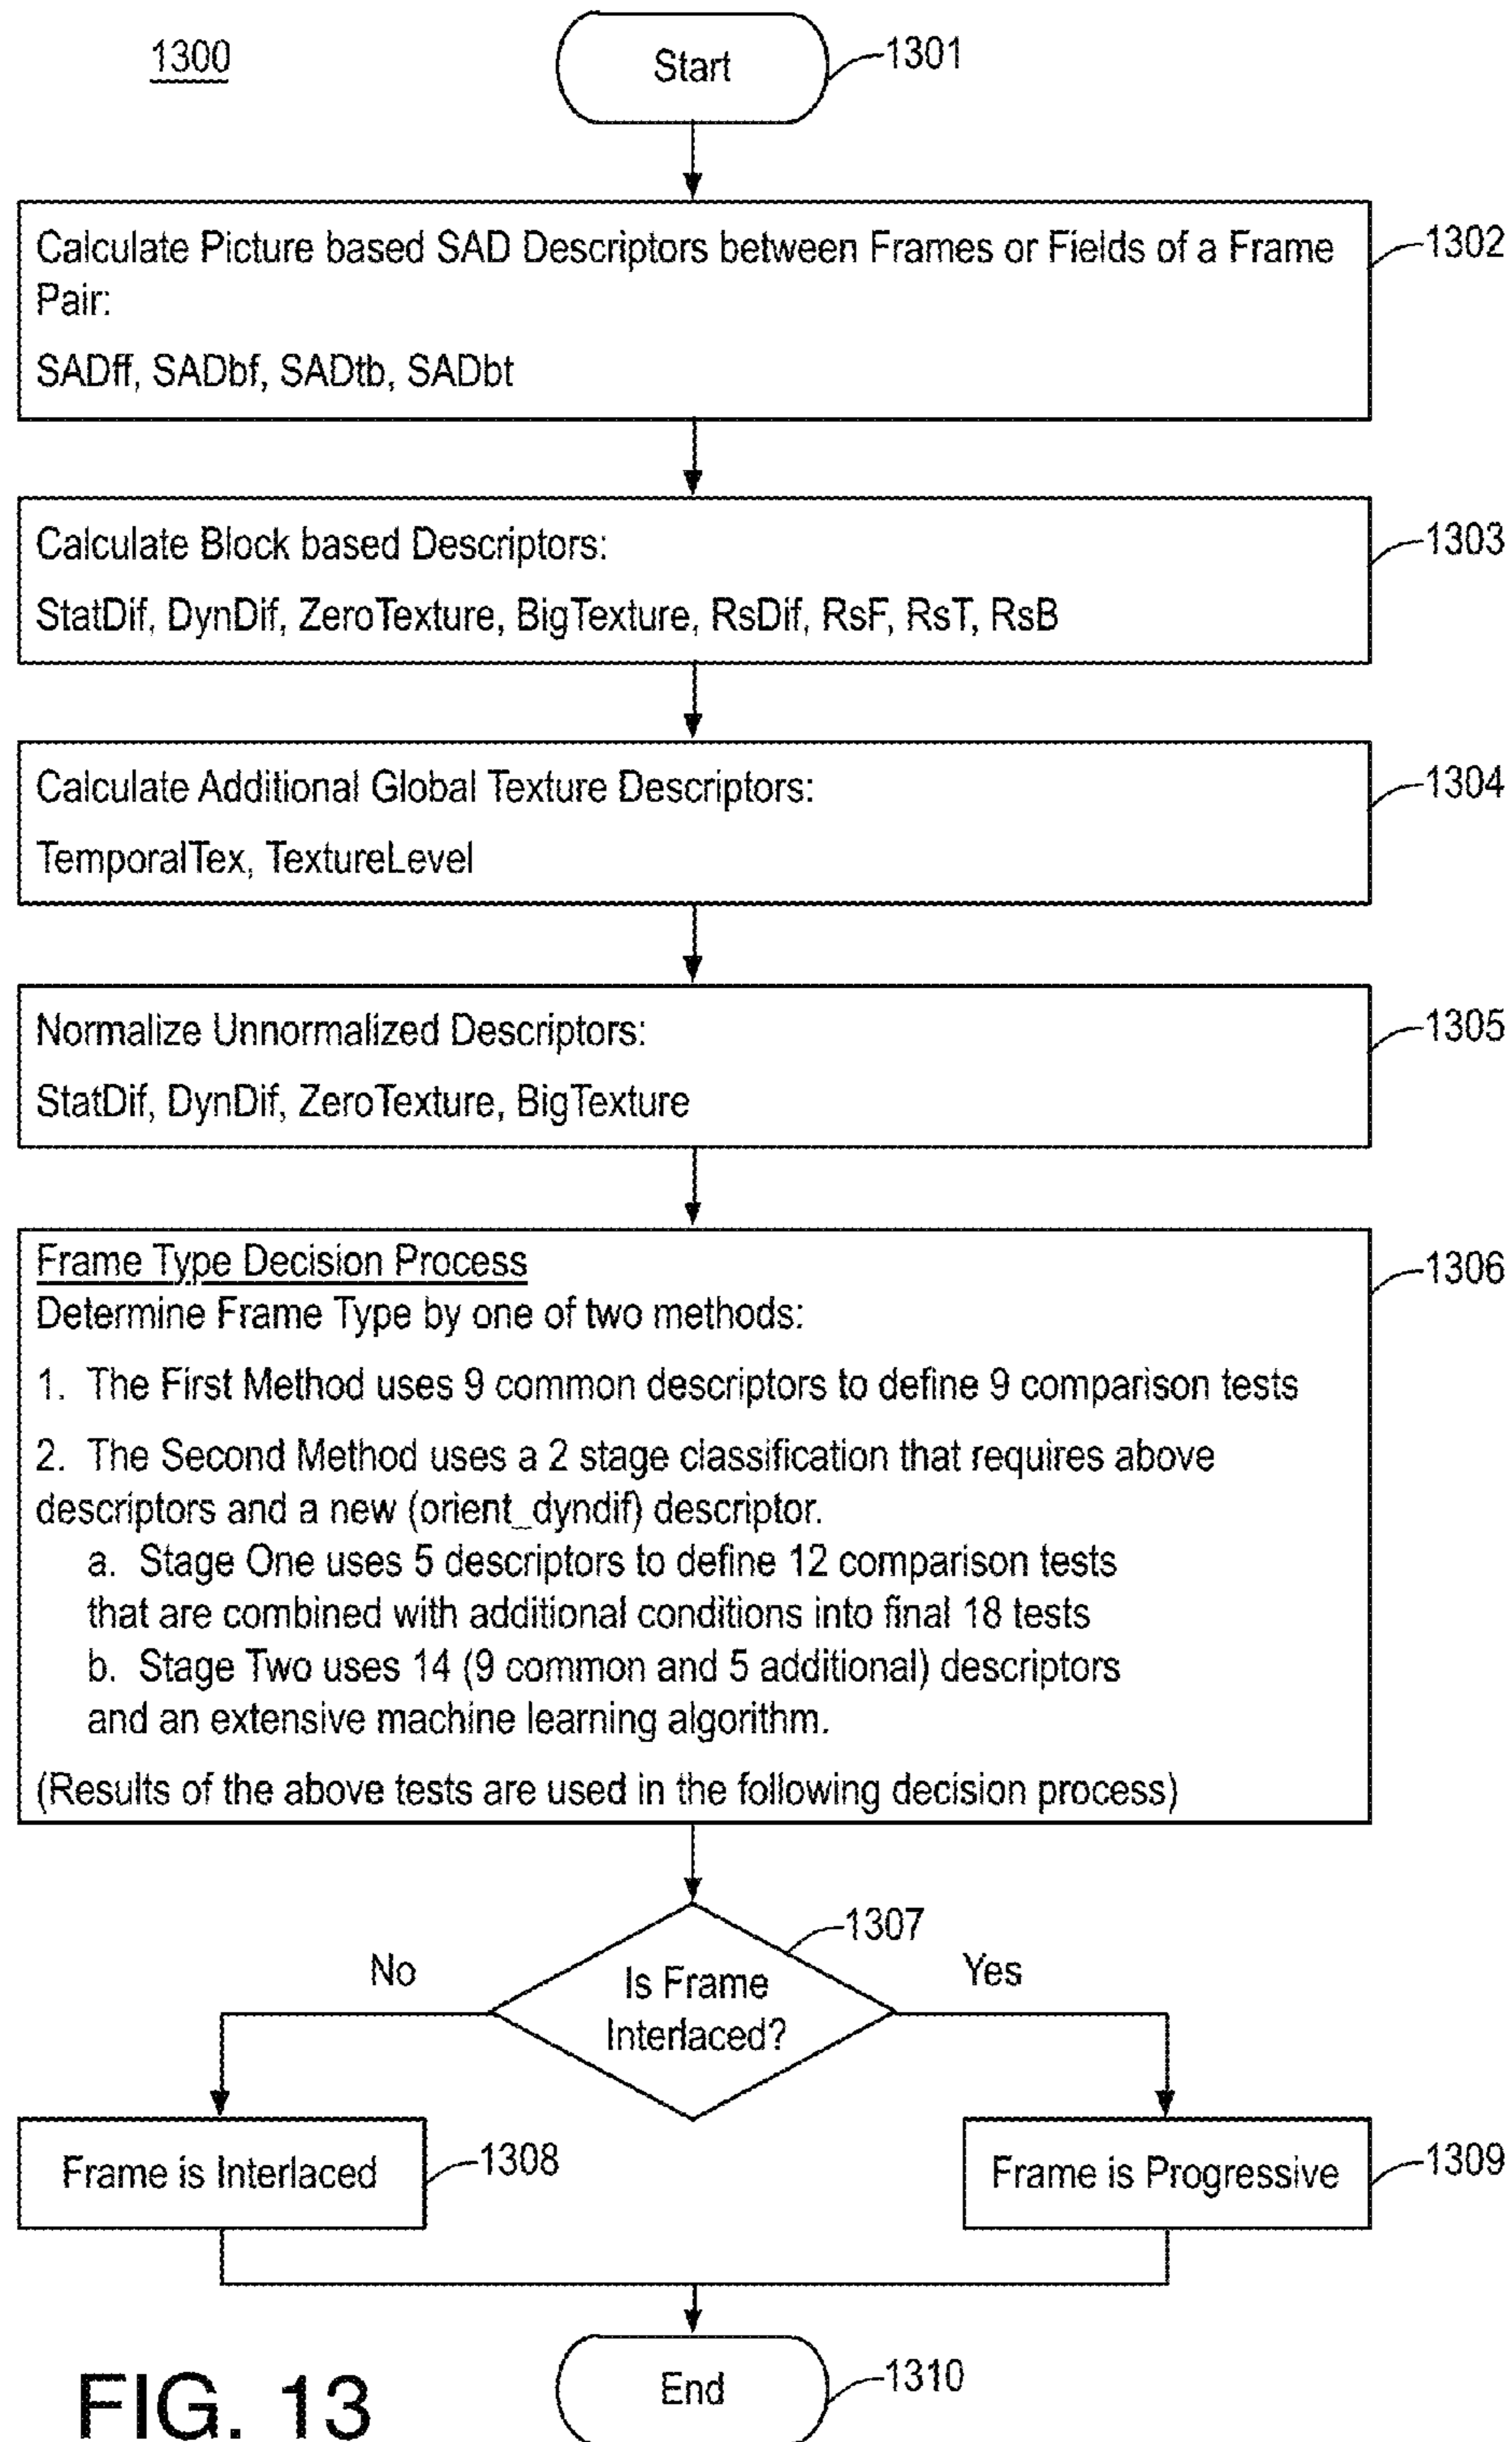 1300
Start
1301
Calculate Picture based SAD Descriptors between Frames or Fields of a Frame
Pair:
SADff, SADbf, SADtb, SADbt
1302
Calculate Block based Descriptors:
StatDif, DynDif, ZeroTexture, BigTexture, RsDif, RsF, RsT, RsB
1303
Calculate Additional Global Texture Descriptors:
TemporalTex, TextureLevel
1304
Normalize Unnormalized Descriptors:
StatDif, DynDif, ZeroTexture, BigTexture
1305
Frame Type Decision Process
Determine Frame Type by one of two methods:
1. The First Method uses 9 common descriptors to define 9 comparison tests
2. The Second Method uses a 2 stage classification that requires above
descriptors and a new (orient_dyndif) descriptor.
a. Stage One uses 5 descriptors to define 12 comparison tests
that are combined with additional conditions into final 18 tests
b. Stage Two uses 14 (9 common and 5 additional) descriptors
and an extensive machine learning algorithm.
(Results of the above tests are used in the following decision process)
1306
1307
No
Is Frame
Interlaced?
Yes
Frame is Interlaced
1308
Frame is Progressive
1309
End
1310
FIG. 13